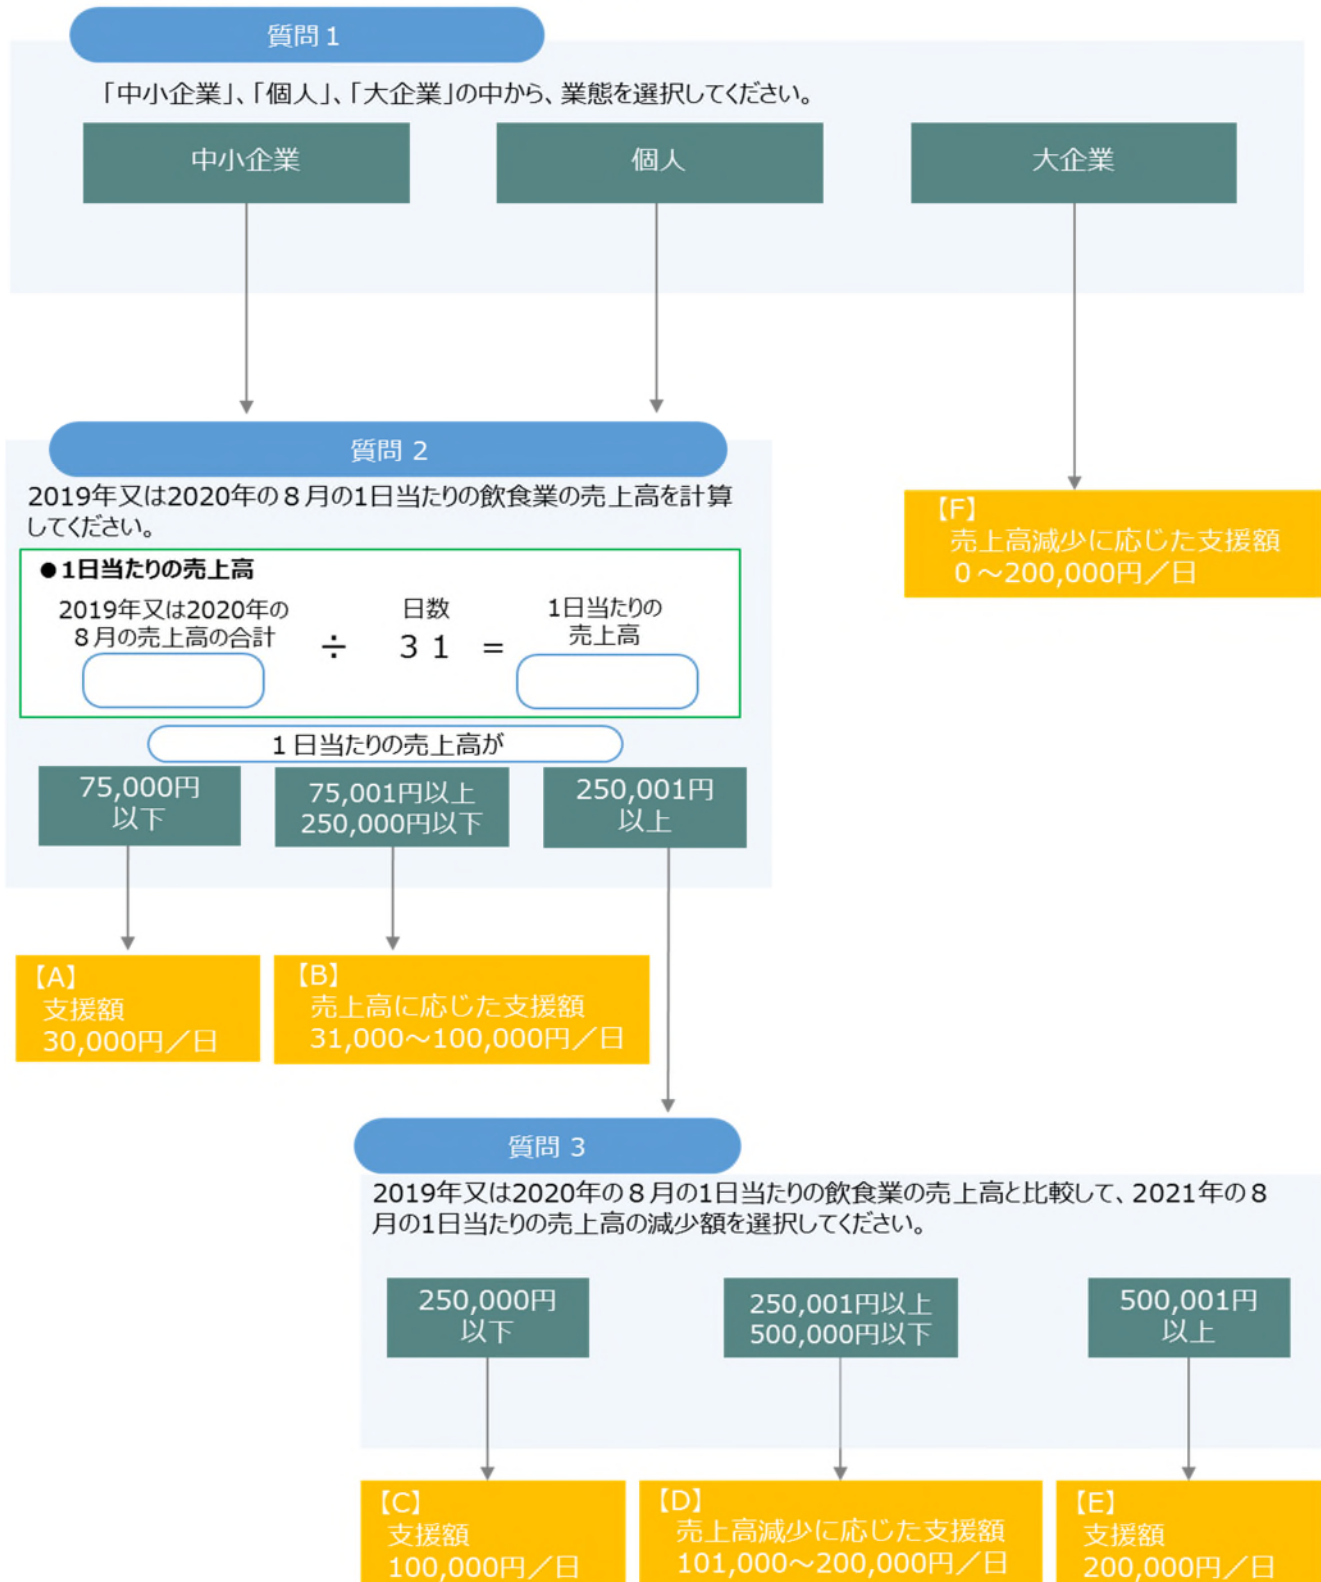 質問１
「中小企業」、「個人」、「大企業」の中から、業態を選択してください。
中小企業
個人
大企業
質問 2
2019年又は2020年の８月の1日当たりの飲食業の売上高を計算
してください。
●1日当たりの売上高
2019年又は2020年の
８月の売上高の合計
÷
日数
３１
=
1日当たりの
売上高
１日当たりの売上高が
75,000円
以下
75,001円以上
250,000円以下
250,001円
以上
【F】
売上高減少に応じた支援額
０～200,000円／日
【A】
支援額
30,000円／日
【B】
売上高に応じた支援額
31,000～100,000円／日
質問 3
2019年又は2020年の８月の1日当たりの飲食業の売上高と比較して、2021年の８
月の1日当たりの売上高の減少額を選択してください。
250,000円
以下
250,001円以上
500,000円以下
500,001円
以上
【C】
支援額
100,000円／日
【D】
売上高減少に応じた支援額
101,000～200,000円／日
【E】
支援額
200,000円／日